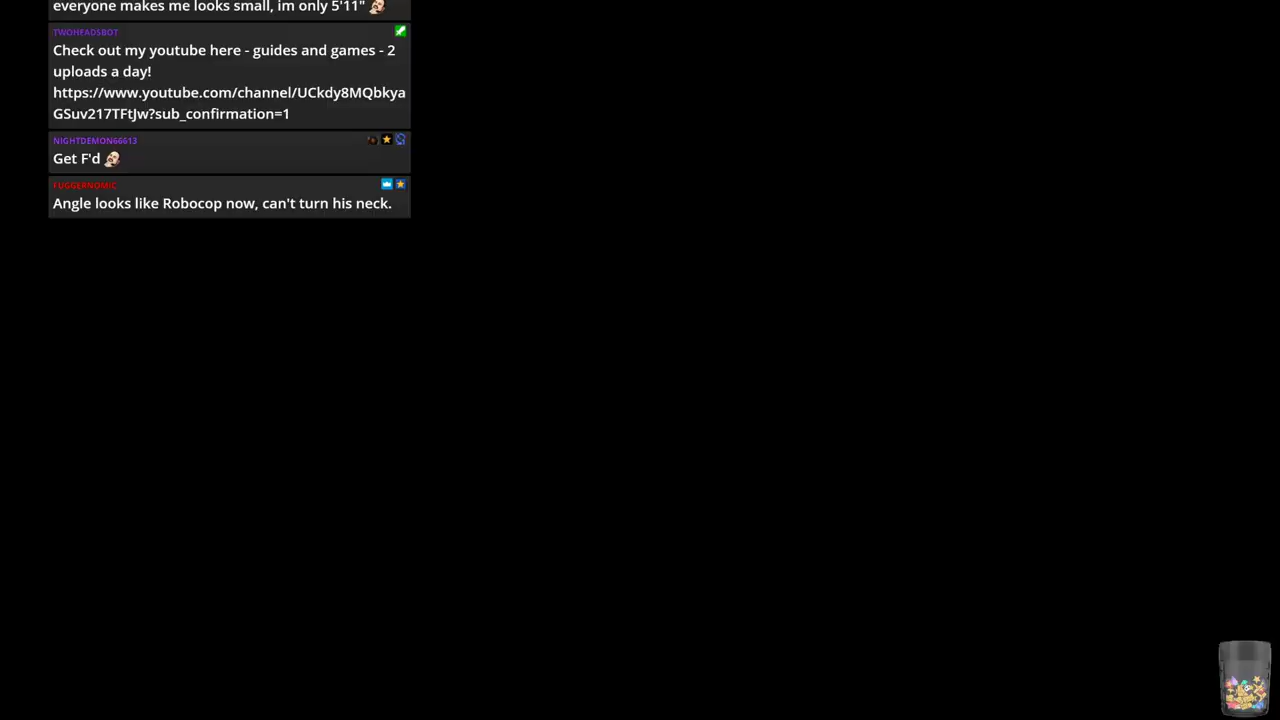 everyone makes me looks small, im only 5'11"
TWOHEADSBOT
Check out my youtube here - guides and games - 2
uploads a day!
https://www.youtube.com/channel/UCkdy8MQbkya
GSuv217TFtJw?sub_confirmation=1
NIGHTDEMON66613
Get F'd
FUGGERNOMIC
Angle looks like Robocop now, can't turn his neck.